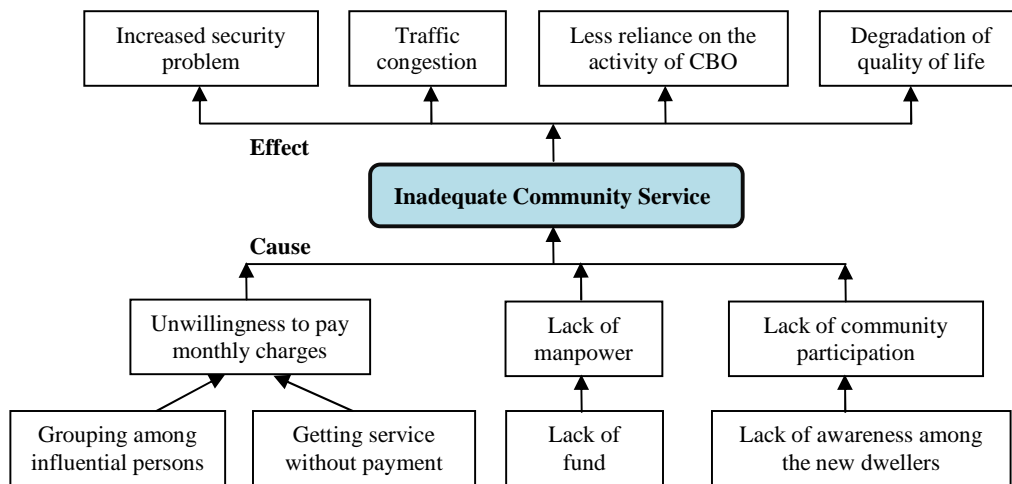 Increased security
problem
Traffic
congestion
Less reliance on the
activity of CBO
Degradation of
quality of life
Effect
Inadequate Community Service
Cause
Unwillingness to pay
monthly charges
Lack of
manpower
Lack of community
participation
Grouping among
influential persons
Getting service
without payment
Lack of
fund
Lack of awareness among
the new dwellers